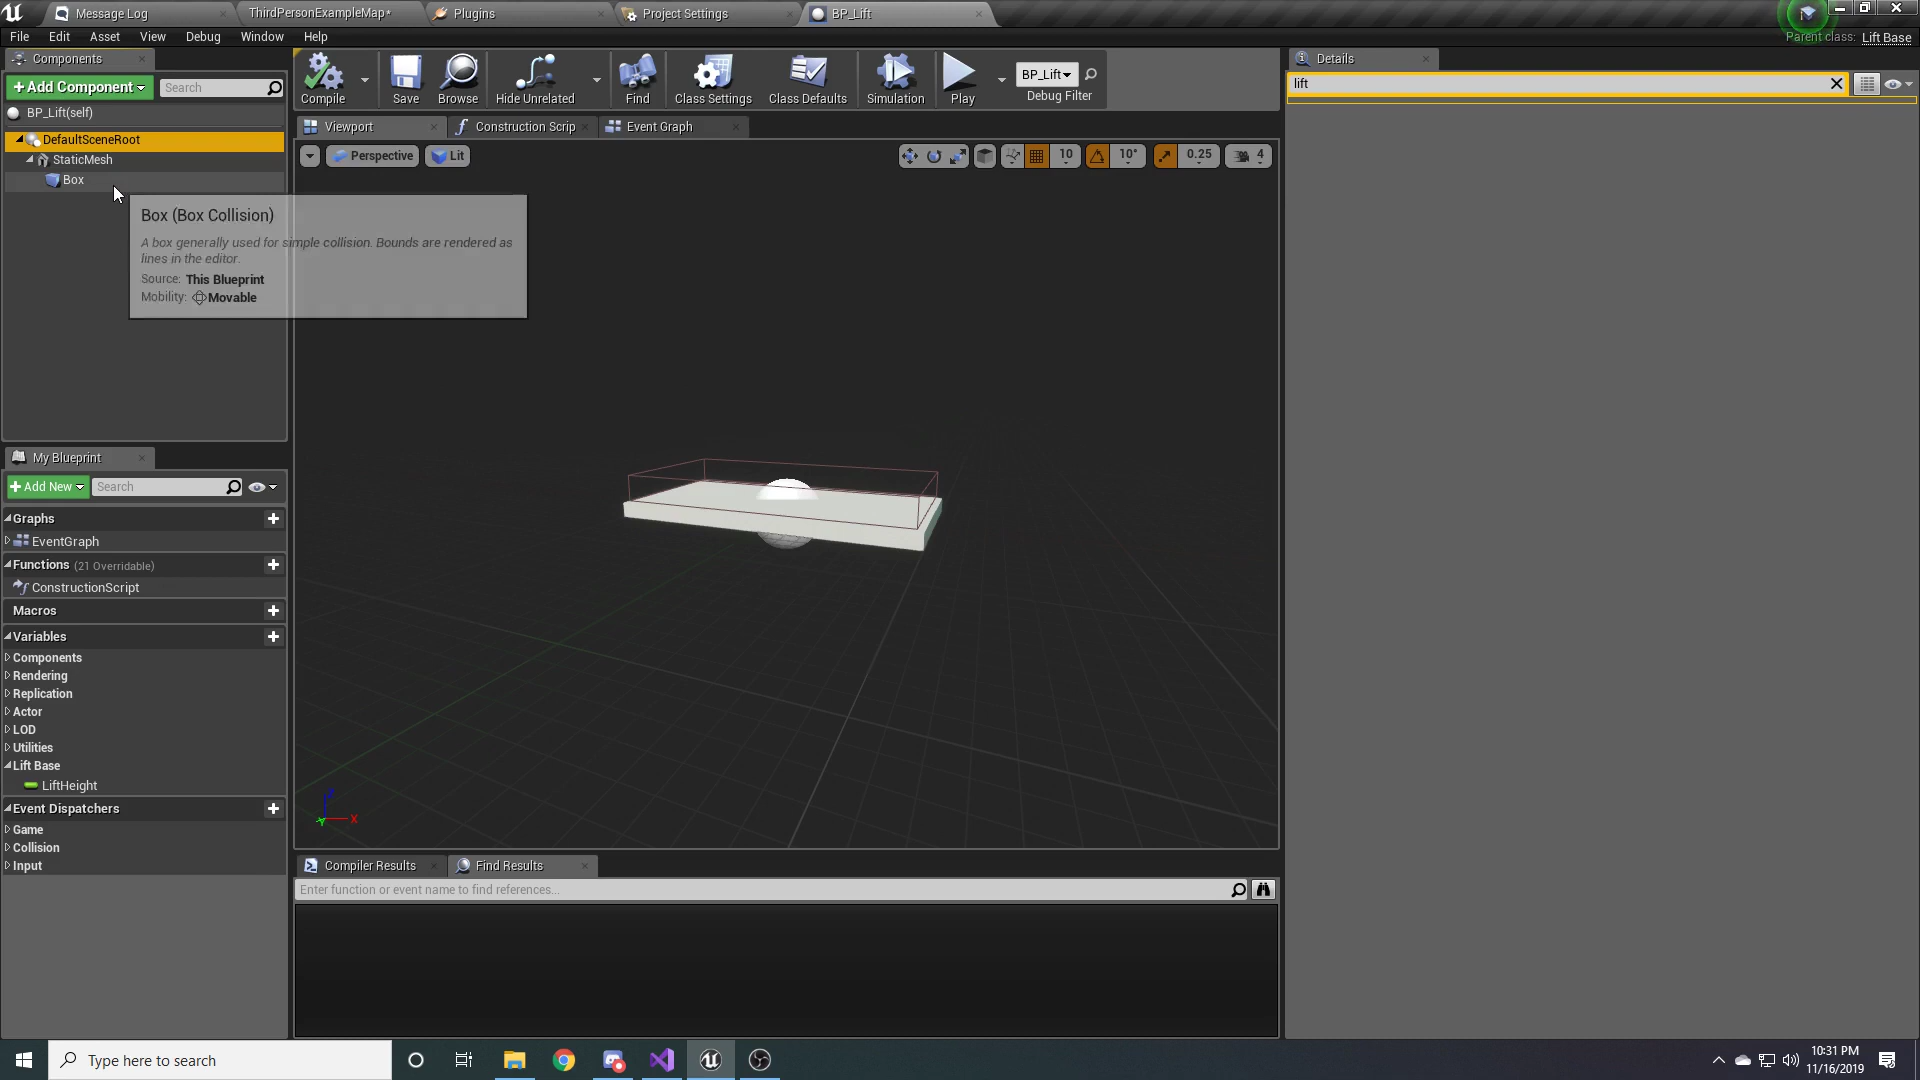 Message Log
ThirdPersonExampleMap*
Plugins
Project Settings
BP_Lift
File
Edit
Asset
View
Debug
Window
Help
Parent class: Lift Base
Components
+Add Component
Search
BP_Lift(self)
DefaultSceneRoot
StaticMesh
Box
Box (Box Collision)
A box generally used for simple collision. Bounds are rendered as
lines in the editor.
Source: This Blueprint
Mobility: Movable
Compile
Save
Browse
Hide Unrelated
Find
Class Settings
Class Defaults
Simulation
Play
BP_Lift
Debug Filter
Viewport
Construction Scrip
Event Graph
Perspective
Lit
10
10°
0.25
4
X
Z
Y
Details
lift
My Blueprint
+Add New
Search
Graphs
EventGraph
Functions (21 Overridable)
ConstructionScript
Macros
Variables
Components
Rendering
Replication
Actor
LOD
Utilities
Lift Base
LiftHeight
Event Dispatchers
Game
Collision
Input
Compiler Results
Find Results
Enter function or event name to find references...
Type here to search
10:31 PM
11/16/2019